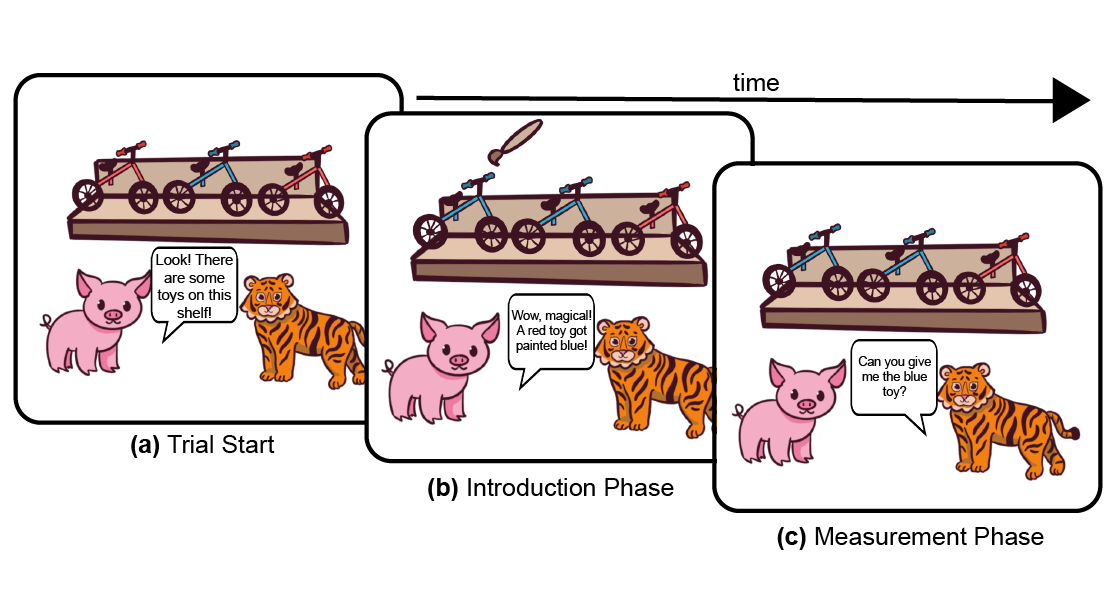 time
Look! There
are some
toys on this
shelf!
(a) Trial Start
Wow, magical!
A red toy got
painted blue!
(b) Introduction Phase
Can you give
me the blue
toy?
(c) Measurement Phase